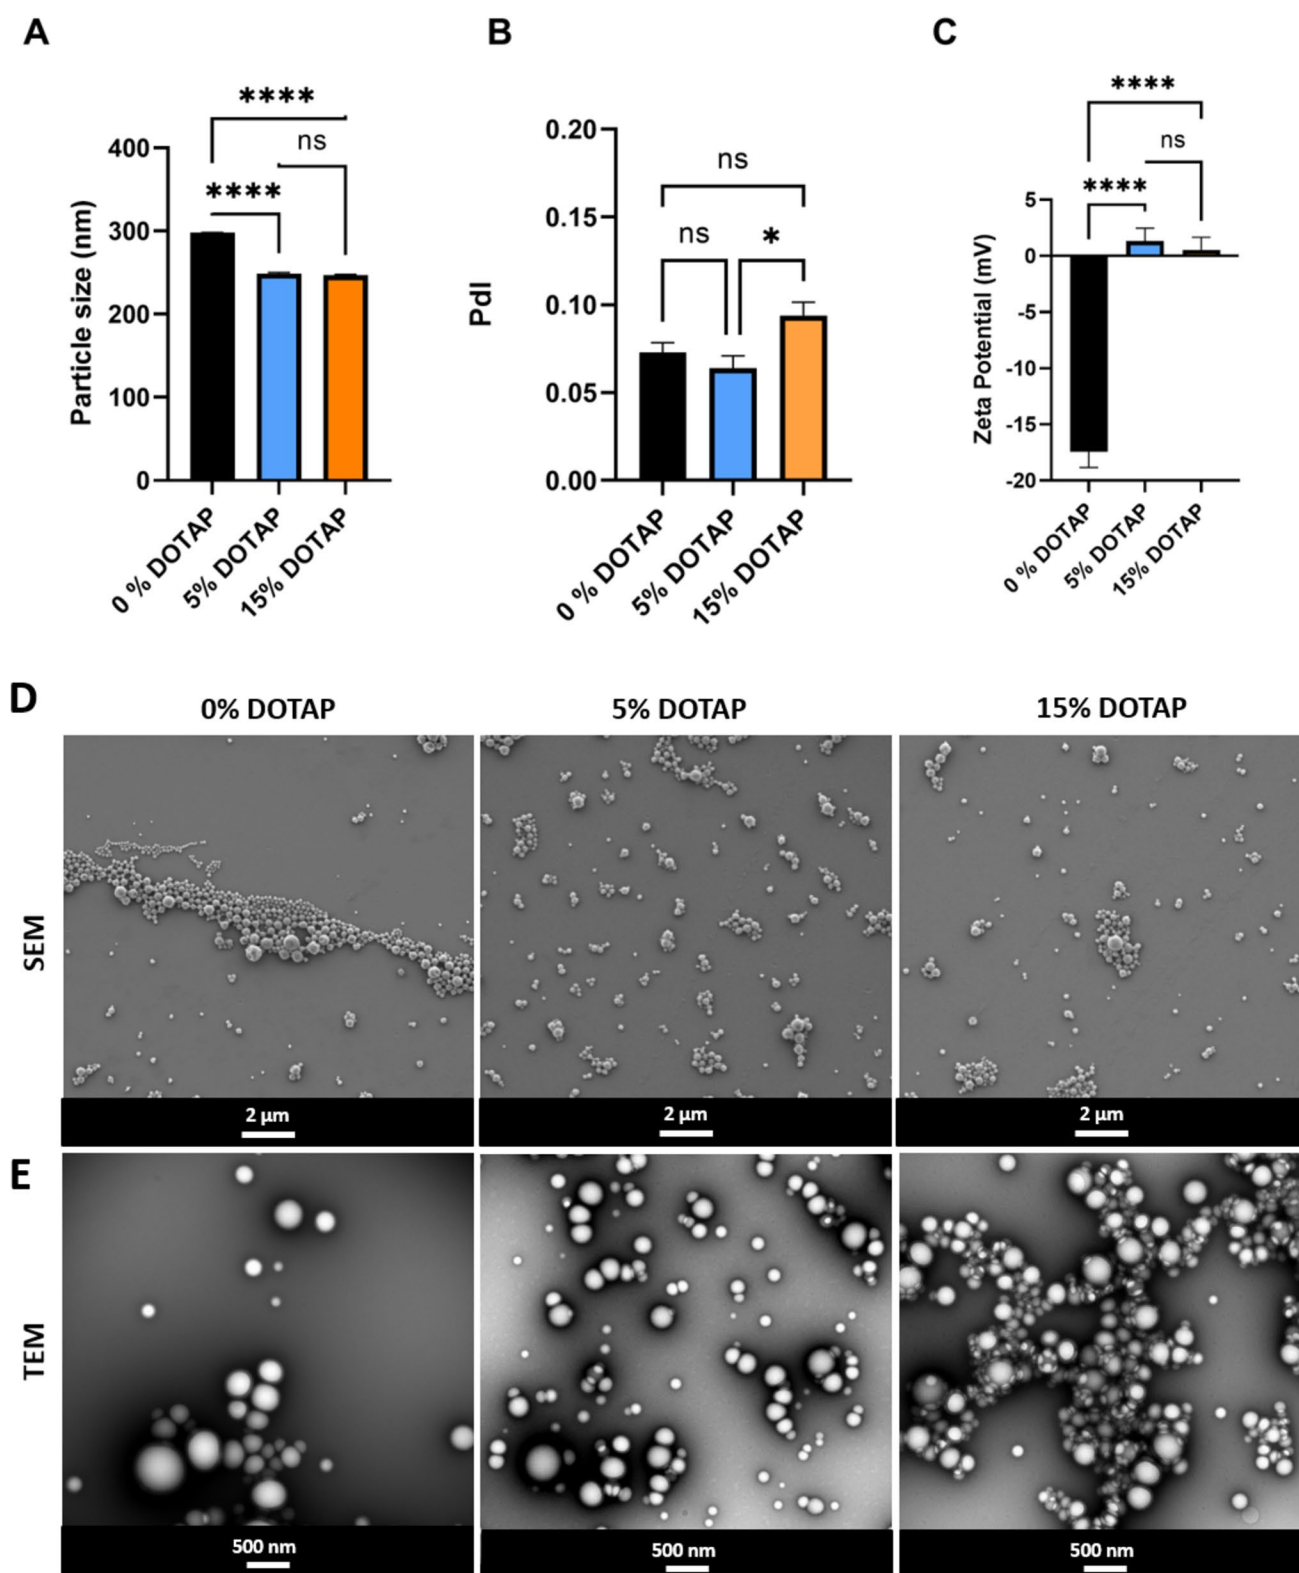 A
B
C
****
ns
****
400
300
200
100
0
Particle size (nm)
0 % DOTAP
5% DOTAP
15% DOTAP
ns
ns
*
0.20
0.15
0.10
0.05
0.00
PdI
0 % DOTAP
5% DOTAP
15% DOTAP
****
ns
****
5
0
-5
-10
-15
-20
Zeta Potential (mV)
0 % DOTAP
5% DOTAP
15% DOTAP
D
0% DOTAP
5% DOTAP
15% DOTAP
SEM
2 µm
2 µm
2 µm
E
TEM
500 nm
500 nm
500 nm